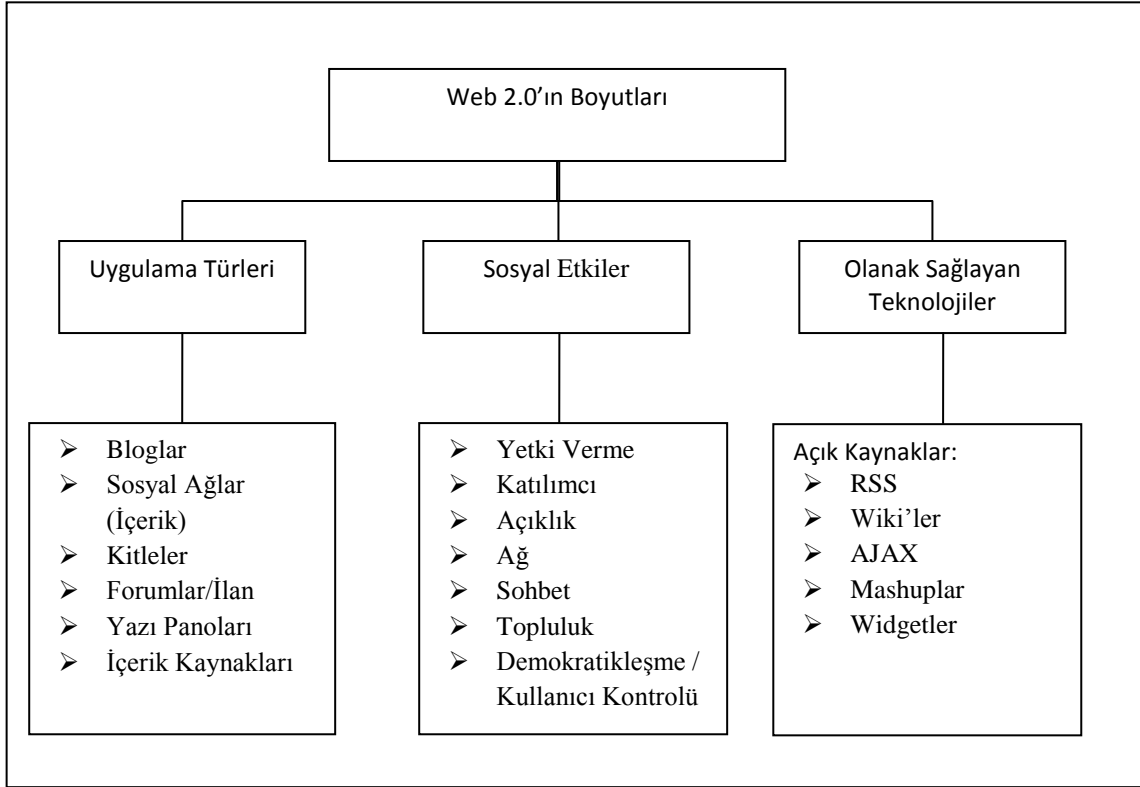 Web 2.0’ın Boyutları
Uygulama Türleri
Sosyal Etkiler
Olanak Sağlayan
Teknolojiler
➢ Bloglar
➢ Sosyal Ağlar
(İçerik)
➢ Kitleler
➢ Forumlar/İlan
➢ Yazı Panoları
➢ İçerik Kaynakları
➢ Yetki Verme
➢ Katılımcı
➢ Açıklık
➢ Ağ
➢ Sohbet
➢ Topluluk
➢ Demokratikleşme /
Kullanıcı Kontrolü
Açık Kaynaklar:
➢ RSS
➢ Wiki’ler
➢ AJAX
➢ Mashuplar
➢ Widgetler